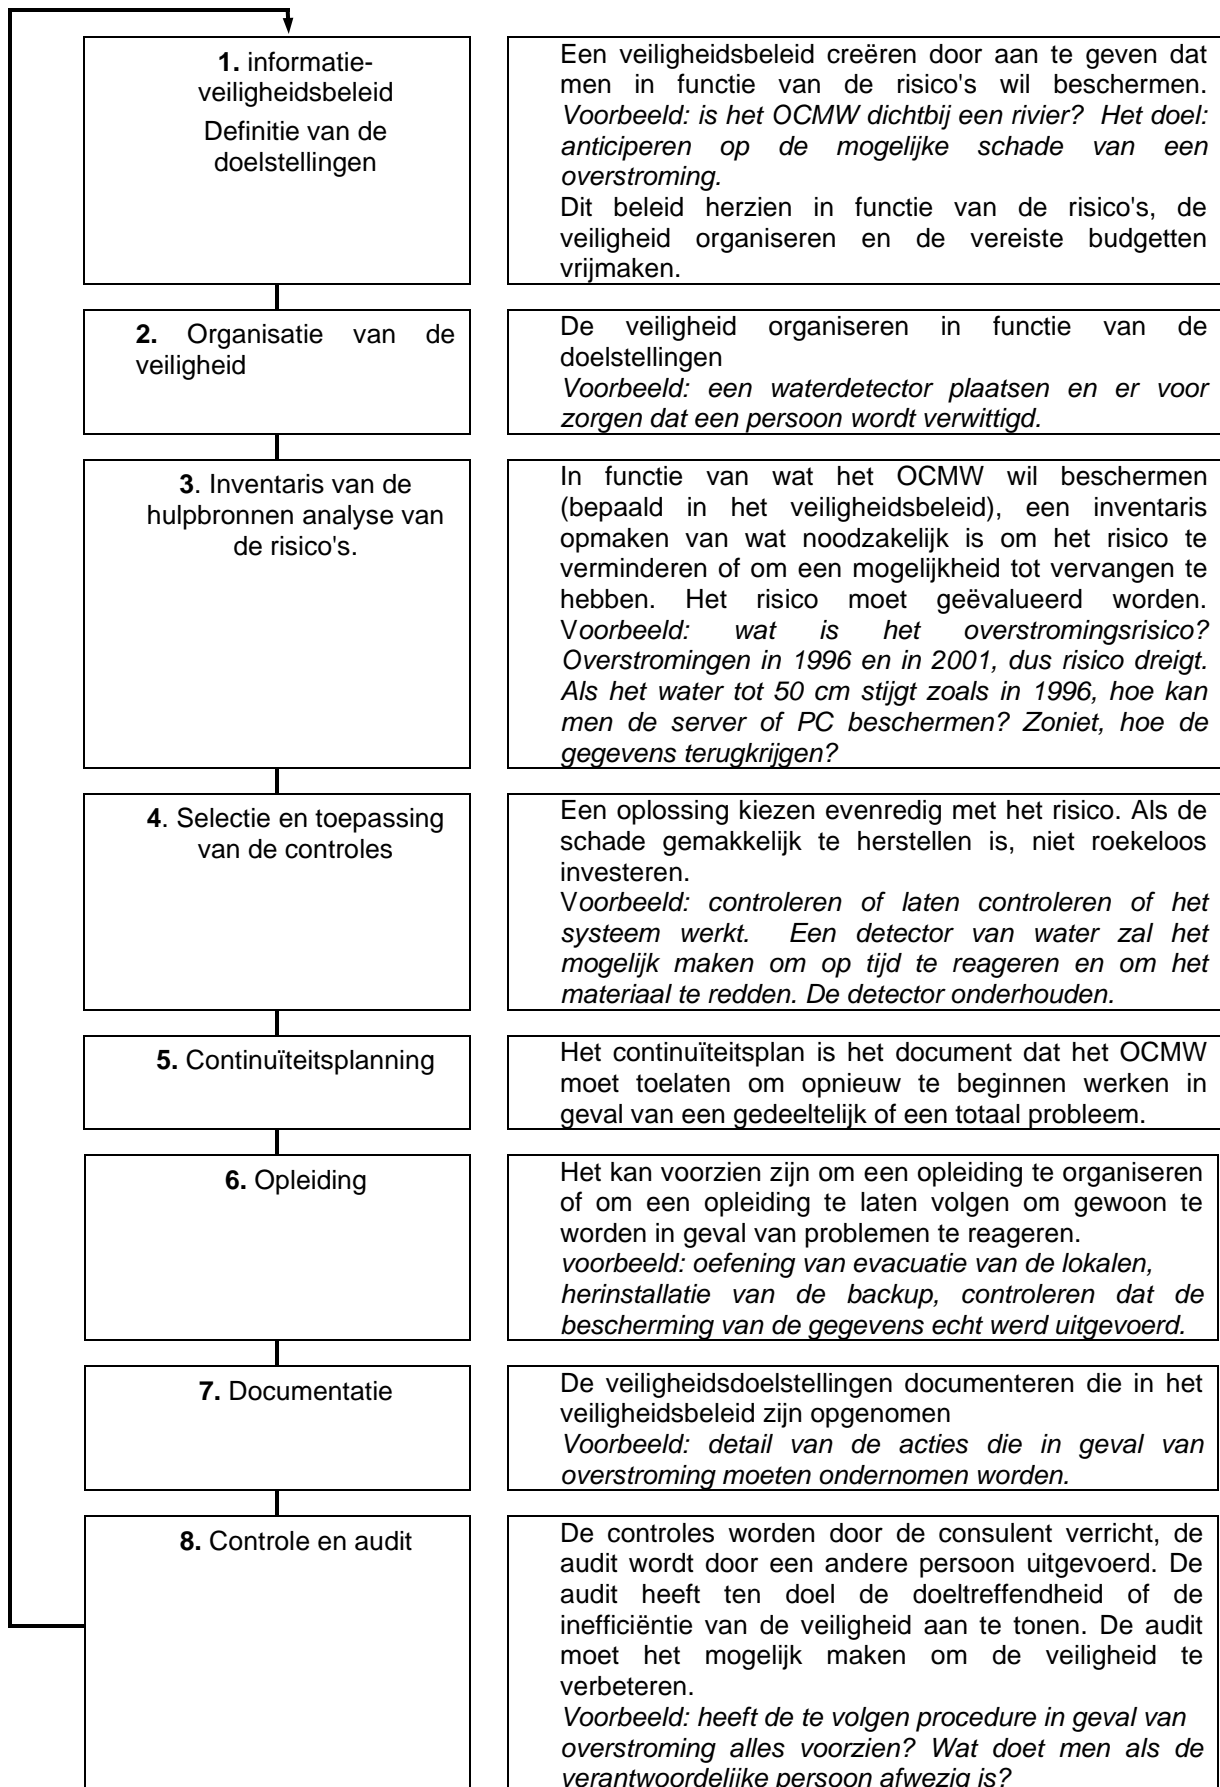 1. informatie-
veiligheidsbeleid
Definitie van de
doelstellingen
Een veiligheidsbeleid creëren door aan te geven dat
men in functie van de risico's wil beschermen.
Voorbeeld: is het OCMW dichtbij een rivier? Het doel:
anticiperen op de mogelijke schade van een
overstroming.
Dit beleid herzien in functie van de risico's, de
veiligheid organiseren en de vereiste budgetten
vrijmaken.
2. Organisatie van de
veiligheid
De veiligheid organiseren in functie van de
doelstellingen
Voorbeeld: een waterdetector plaatsen en er voor
zorgen dat een persoon wordt verwittigd.
3. Inventaris van de
hulpbronnen analyse van
de risico's.
In functie van wat het OCMW wil beschermen
(bepaald in het veiligheidsbeleid), een inventaris
opmaken van wat noodzakelijk is om het risico te
verminderen of om een mogelijkheid tot vervangen te
hebben. Het risico moet geëvalueerd worden.
Voorbeeld: wat is het overstromingsrisico?
Overstromingen in 1996 en in 2001, dus risico dreigt.
Als het water tot 50 cm stijgt zoals in 1996, hoe kan
men de server of PC beschermen? Zoniet, hoe de
gegevens terugkrijgen?
4. Selectie en toepassing
van de controles
Een oplossing kiezen evenredig met het risico. Als de
schade gemakkelijk te herstellen is, niet roekeloos
investeren.
Voorbeeld: controleren of laten controleren of het
systeem werkt. Een detector van water zal het
mogelijk maken om op tijd te reageren en om het
materiaal te redden. De detector onderhouden.
5. Continuïteitsplanning
Het continuïteitsplan is het document dat het OCMW
moet toelaten om opnieuw te beginnen werken in
geval van een gedeeltelijk of een totaal probleem.
6. Opleiding
Het kan voorzien zijn om een opleiding te organiseren
of om een opleiding te laten volgen om gewoon te
worden in geval van problemen te reageren.
voorbeeld: oefening van evacuatie van de lokalen,
herinstallatie van de backup, controleren dat de
bescherming van de gegevens echt werd uitgevoerd.
7. Documentatie
De veiligheidsdoelstellingen documenteren die in het
veiligheidsbeleid zijn opgenomen
Voorbeeld: detail van de acties die in geval van
overstroming moeten ondernomen worden.
8. Controle en audit
De controles worden door de consulent verricht, de
audit wordt door een andere persoon uitgevoerd. De
audit heeft ten doel de doeltreffendheid of de
inefficiëntie van de veiligheid aan te tonen. De audit
moet het mogelijk maken om de veiligheid te
verbeteren.
Voorbeeld: heeft de te volgen procedure in geval van
overstroming alles voorzien? Wat doet men als de
verantwoordelijke persoon afwezig is?